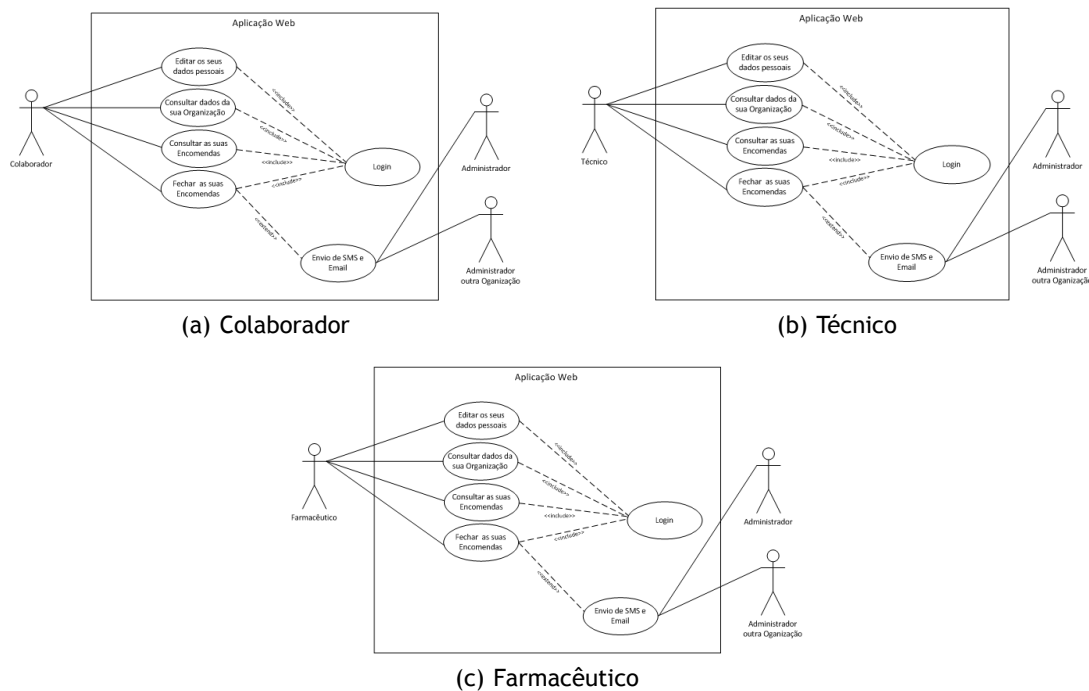 Aplicação Web
Editar os seus
dados pessoais
Consultar dados da
sua Organização
Consultar as suas
Encomendas
Fechar as suas
Encomendas
Login
Envio de SMS e
Email
<<include>>
<<include>>
<<include>>
<<include>>
<<extend>>
Colaborador
Administrador
Administrador
outra Oganização
(a) Colaborador
Aplicação Web
Editar os seus
dados pessoais
Consultar dados da
sua Organização
Consultar as suas
Encomendas
Fechar as suas
Encomendas
Login
Envio de SMS e
Email
<<include>>
<<include>>
<<include>>
<<include>>
<<extend>>
Técnico
Administrador
Administrador
outra Oganização
(b) Técnico
Aplicação Web
Editar os seus
dados pessoais
Consultar dados da
sua Organização
Consultar as suas
Encomendas
Fechar as suas
Encomendas
Login
Envio de SMS e
Email
<<include>>
<<include>>
<<include>>
<<include>>
<<extend>>
Farmacêutico
Administrador
Administrador
outra Oganização
(c) Farmacêutico